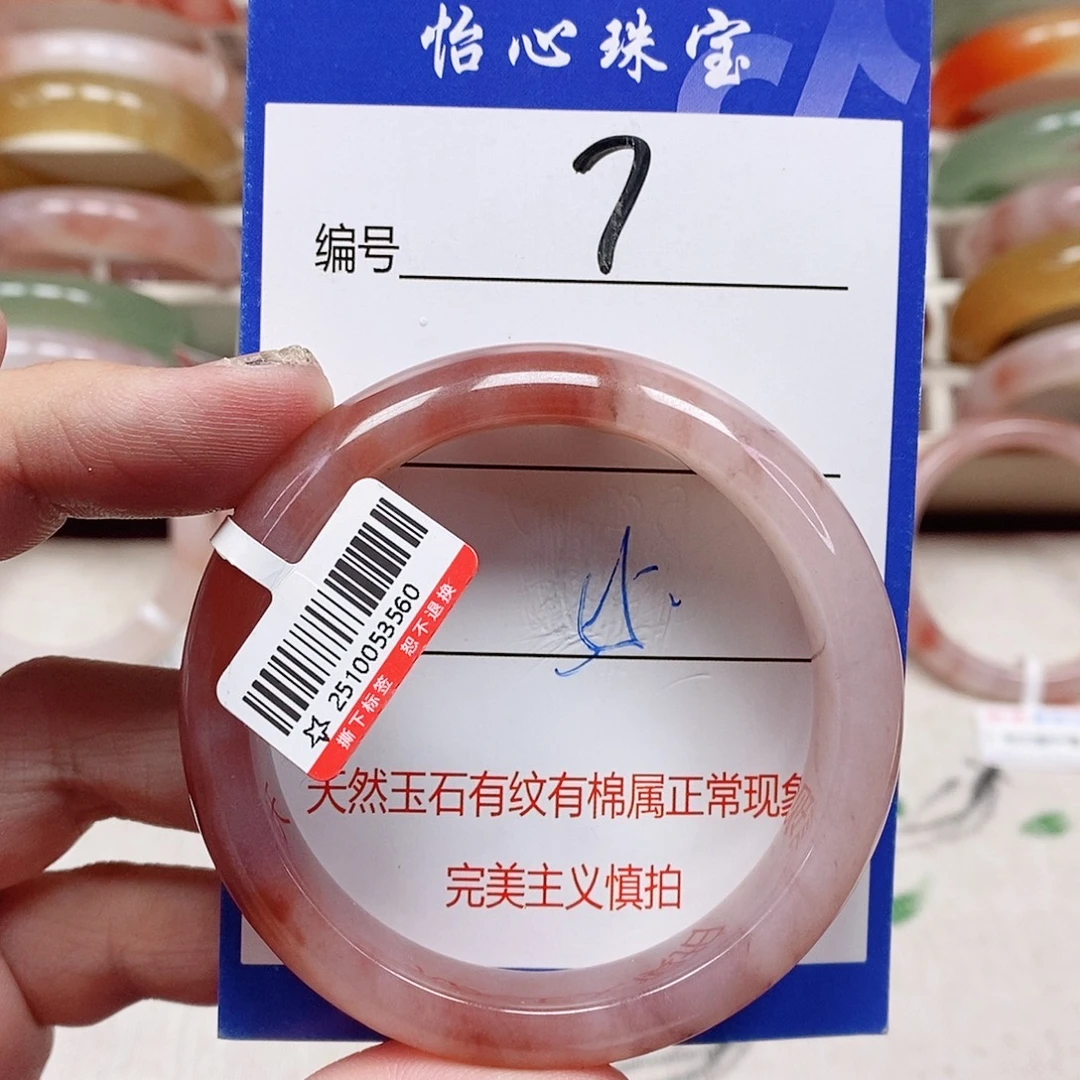 怡心珠宝
编号 7
☆ 2510053560
撕下标签 恕不退换
天然玉石有纹有棉属正常现象
完美主义慎拍